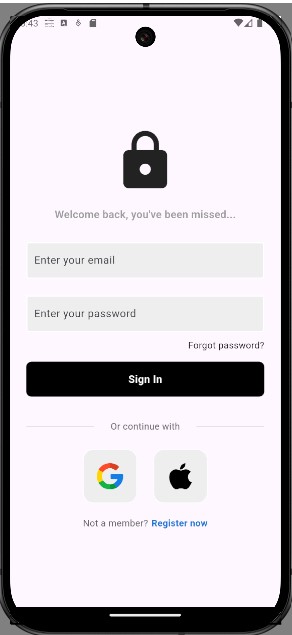 :43
Welcome back, you've been missed...
Enter your email
Enter your password
Forgot password?
Sign In
Or continue with
Not a member? Register now